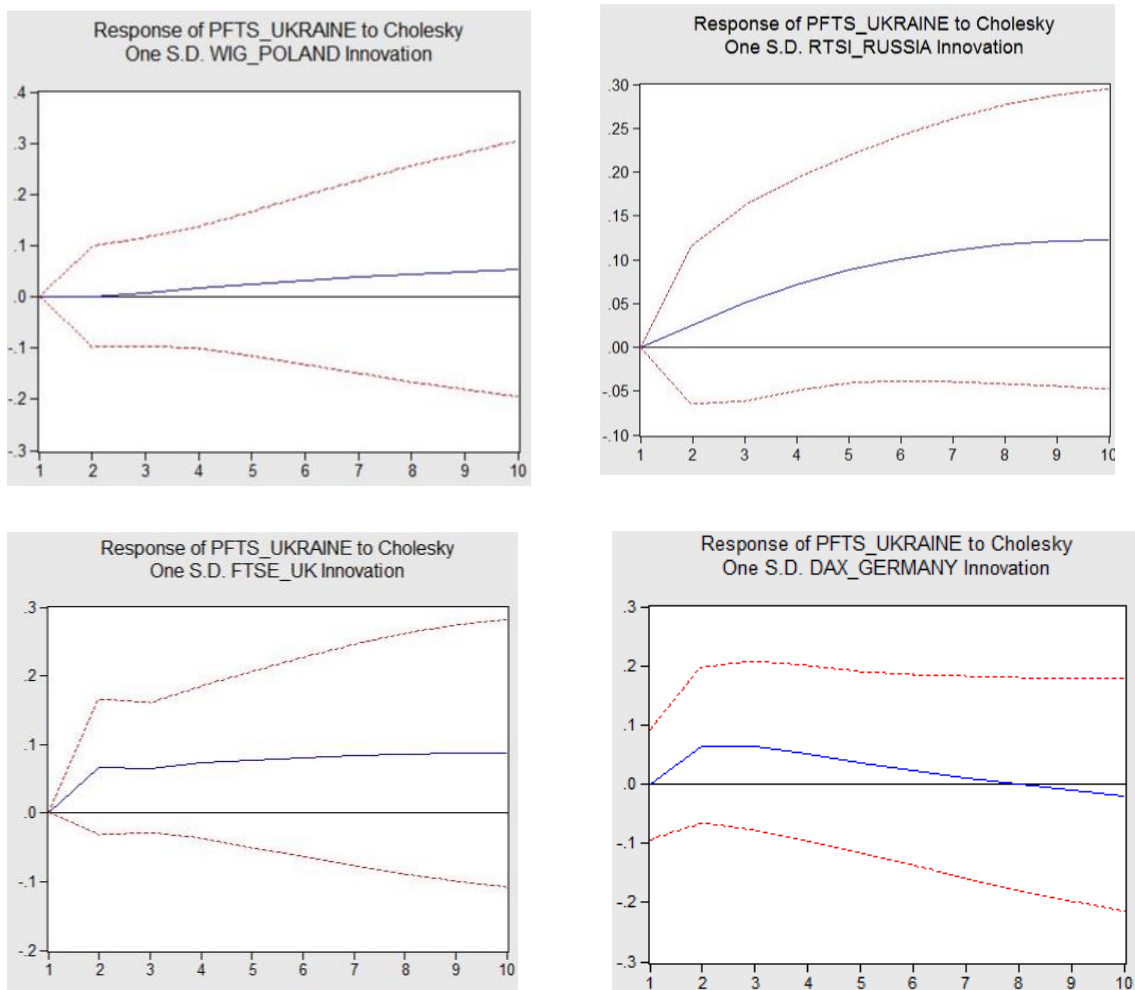 Response of PFTS_UKRAINE to Cholesky
One S.D. WIG_POLAND Innovation
.4
.3
.2
.1
.0
-.1
-.2
-.3
1 2 3 4 5 6 7 8 9 10
Response of PFTS_UKRAINE to Cholesky
One S.D. RTSI_RUSSIA Innovation
.30
.25
.20
.15
.10
.05
.00
-.05
-.10
1 2 3 4 5 6 7 8 9 10
Response of PFTS_UKRAINE to Cholesky
One S.D. FTSE_UK Innovation
.3
.2
.1
.0
-.1
-.2
1 2 3 4 5 6 7 8 9 10
Response of PFTS_UKRAINE to Cholesky
One S.D. DAX_GERMANY Innovation
.3
.2
.1
.0
-.1
-.2
-.3
1 2 3 4 5 6 7 8 9 10